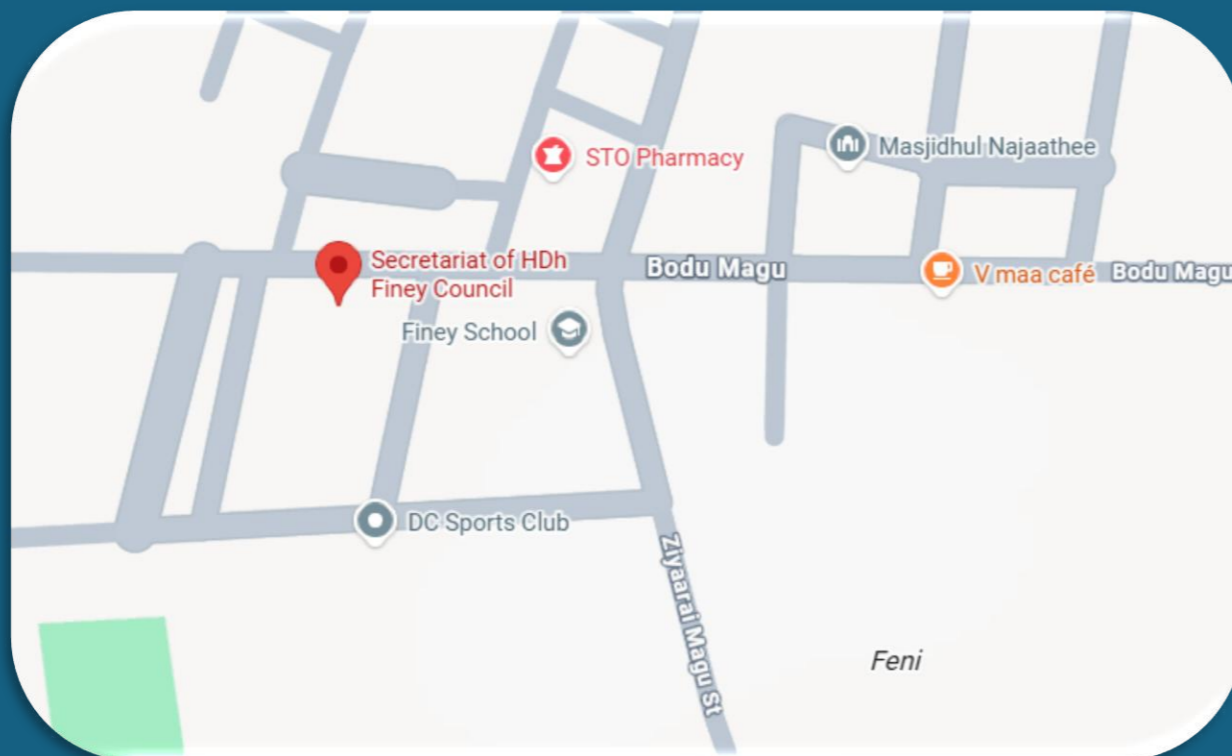 STO Pharmacy
Masjidhul Najaathee
Secretariat of HDh
Finey Council
Bodu Magu
V maa café
Bodu Magu
Finey School
DC Sports Club
Ziyaarai Magu St
Feni